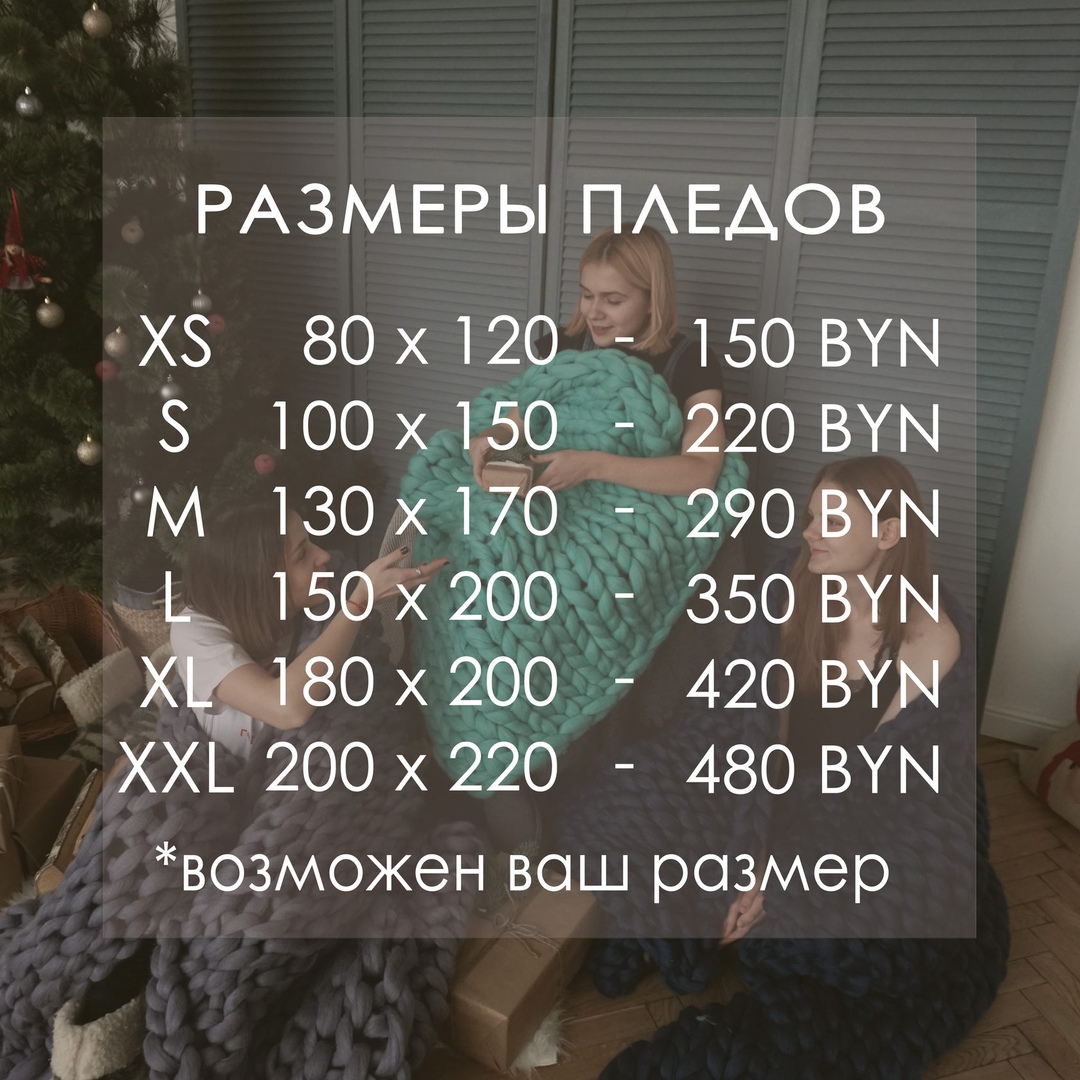 РАЗМЕРЫ ПЛЕДОВ
XS 80 x 120 - 150 BYN
S 100 x 150 - 220 BYN
M 130 x 170 - 290 BYN
L 150 x 200 - 350 BYN
XL 180 x 200 - 420 BYN
XXL 200 x 220 - 480 BYN
*возможен ваш размер